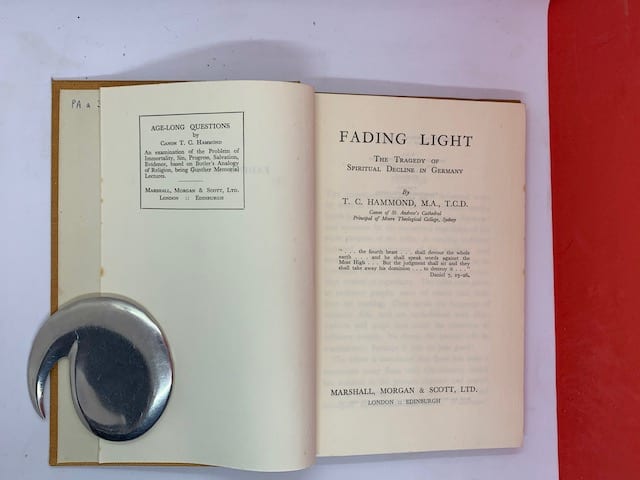 PA a
AGE-LONG QUESTIONS
by
CANON T. C. HAMMOND
An examination of the Problem of
Immortality, Sin, Progress, Salvation,
Evidence, based on Butler's Analogy
of Religion, being Gunther Memorial
Lectures.
MARSHALL, MORGAN & SCOTT, LTD.
LONDON :: EDINBURGH
FADING LIGHT
THE TRAGEDY OF
SPIRITUAL DECLINE IN GERMANY
By
T. C. HAMMOND, M.A., T.C.D.
Canon of St. Andrew's Cathedral
Principal of Moore Theological College, Sydney
". . . the fourth beast . . . shall devour the whole
earth . . . and he shall speak words against the
Most High . . . But the judgment shall sit and they
shall take away his dominion . . . to destroy it . . ."
Daniel 7, 23-26.
MARSHALL, MORGAN & SCOTT, LTD.
LONDON :: EDINBURGH